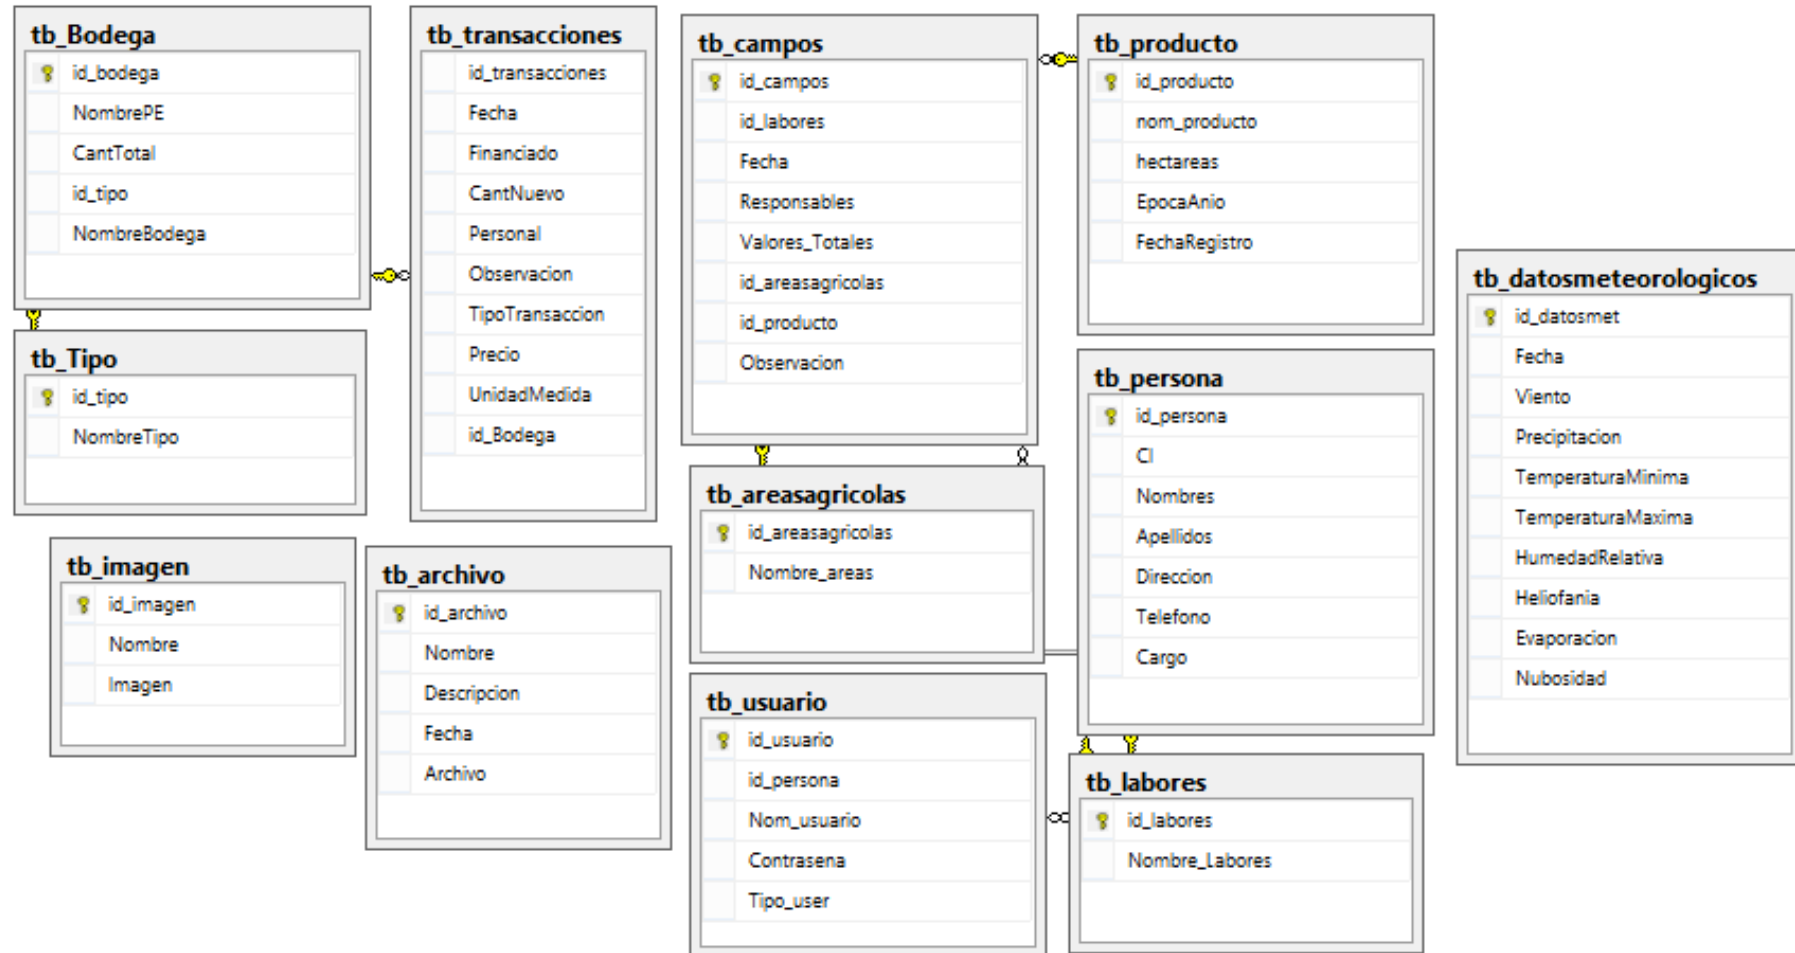 tb_Bodega
id_bodega
NombrePE
CantTotal
id_tipo
NombreBodega
tb_Tipo
id_tipo
NombreTipo
tb_transacciones
id_transacciones
Fecha
Financiado
CantNuevo
Personal
Observacion
TipoTransaccion
Precio
UnidadMedida
id_Bodega
tb_campos
id_campos
id_labores
Fecha
Responsables
Valores_Totales
id_areasagricolas
id_producto
Observacion
tb_producto
id_producto
nom_producto
hectareas
EpocaAnio
FechaRegistro
tb_persona
id_persona
CI
Nombres
Apellidos
Direccion
Telefono
Cargo
tb_datosmeteorologicos
id_datosmet
Fecha
Viento
Precipitacion
TemperaturaMinima
TemperaturaMaxima
HumedadRelativa
Heliofania
Evaporacion
Nubosidad
tb_areasagricolas
id_areasagricolas
Nombre_areas
tb_imagen
id_imagen
Nombre
Imagen
tb_archivo
id_archivo
Nombre
Descripcion
Fecha
Archivo
tb_usuario
id_usuario
id_persona
Nom_usuario
Contrasena
Tipo_user
tb_labores
id_labores
Nombre_Labores